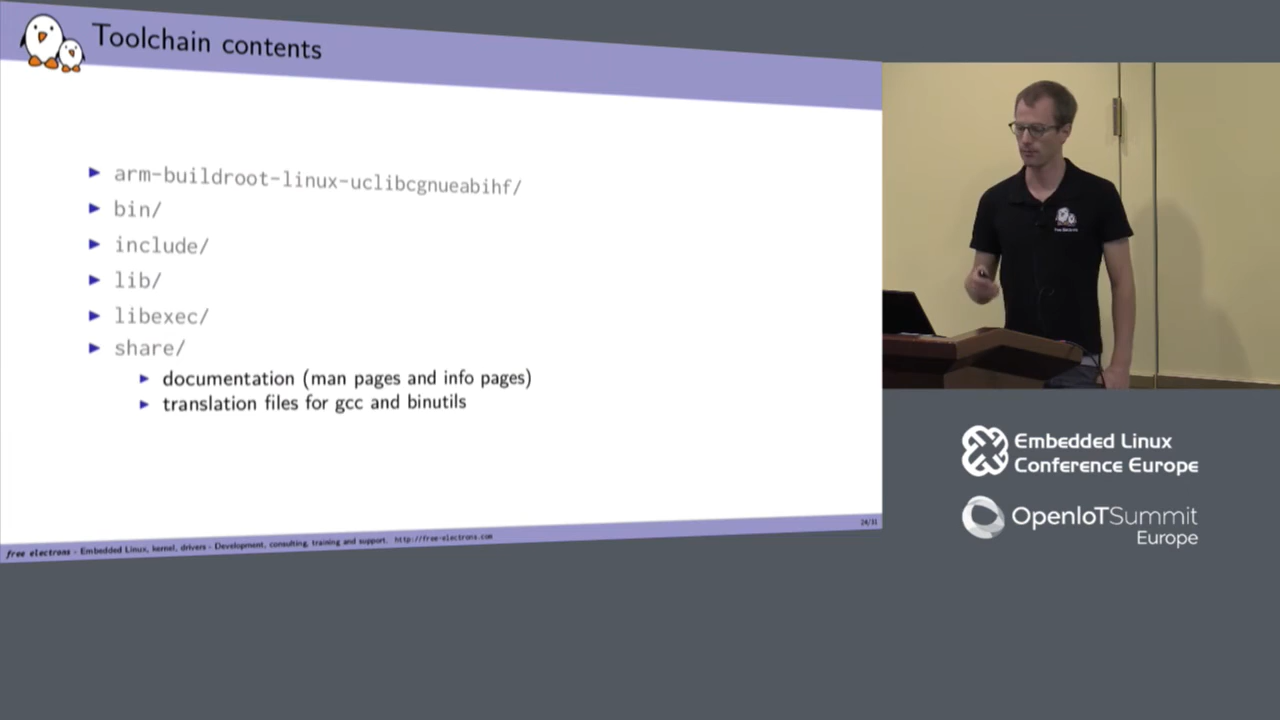 Toolchain contents
arm-buildroot-linux-uclibcgnueabihf/
bin/
include/
lib/
libexec/
share/
documentation (man pages and info pages)
translation files for gcc and binutils
free electrons - Embedded Linux, kernel, drivers - Development, consulting, training and support. http://free-electrons.com
24/31
Embedded Linux
Conference Europe
OpenIoTSummit
Europe